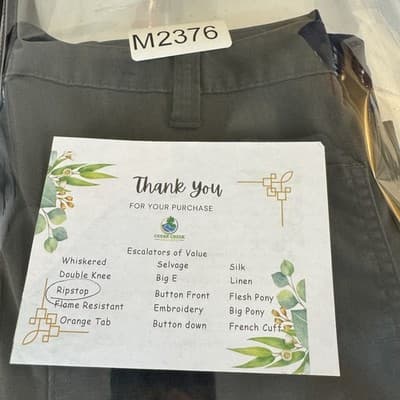 M2376
Thank You
FOR YOUR PURCHASE
Escalators of Value
Whiskered Selvage Silk
Double Knee Big E Linen
Ripstop Button Front Flesh Pony
Flame Resistant Embroidery Big Pony
Orange Tab Button down French Cuff